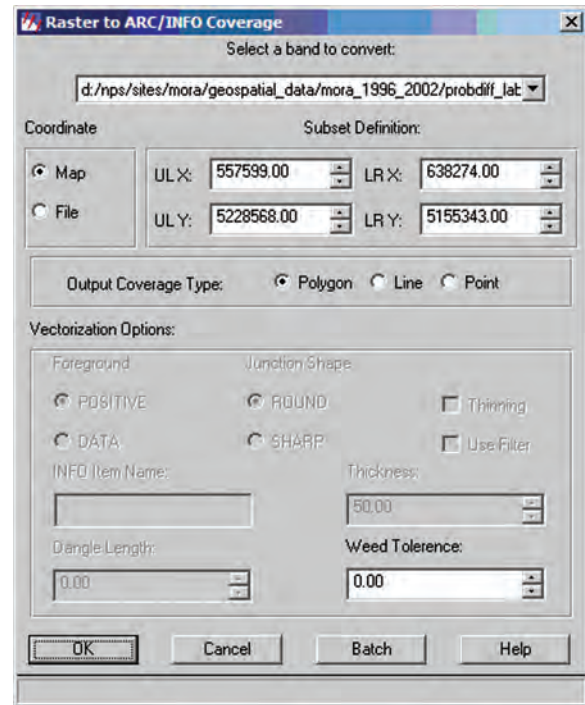 Raster to ARC/INFO Coverage
Select a band to convert:
d:/nps/sites/mora/geospatial_data/mora_1996_2002/probdiff_lab
Coordinate Subset Definition:
Map UL X: 557599.00 LR X: 638274.00
File UL Y: 5228568.00 LR Y: 5155343.00
Output Coverage Type: Polygon Line Point
Vectorization Options:
Foreground Junction Shape
POSITIVE ROUND Thinning
DATA SHARP Use Filter
INFO Item Name: Thickness:
50.00
Dangle Length: Weed Tolerence:
0.00 0.00
OK Cancel Batch Help